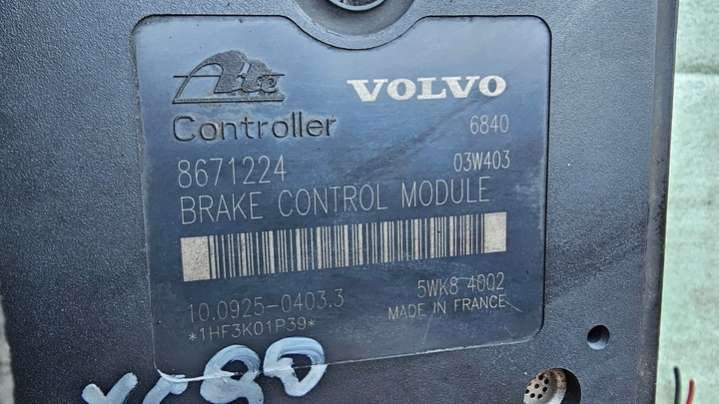 Ate VOLVO
Controller 6840
8671224 03W403
BRAKE CONTROL MODULE
10.0925-0403.3 5WK8 4002
*1HF3K01P39* MADE IN FRANCE
XC80